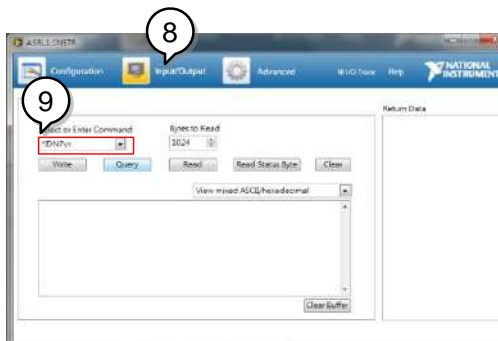 ASRL1::INSTR
8
Configuration Input/Output Advanced NI I/O Trace Help NATIONAL INSTRUMENTS
9
Return Data
Select or Enter Command Bytes to Read
*IDN?\n 1024
Write Query Read Read Status Byte Clear
View mixed ASCII/hexadecimal
Clear Buffer